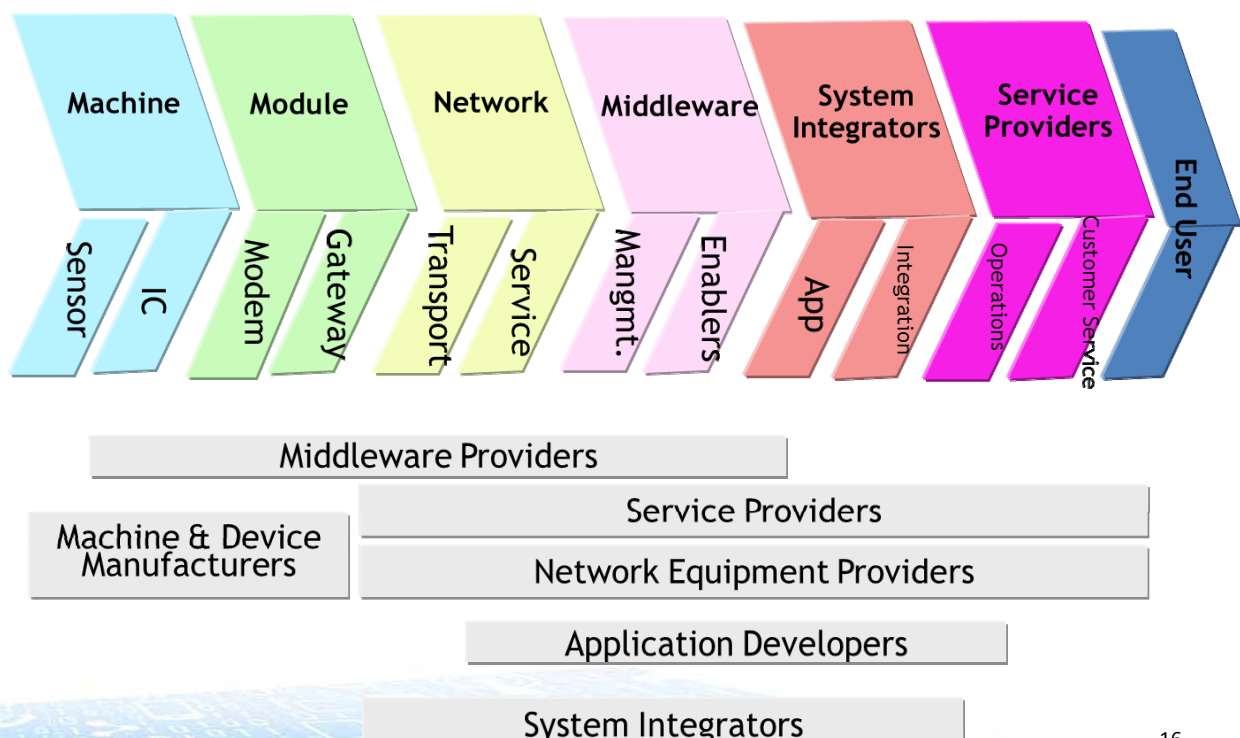 Machine
Module
Network
Middleware
System
Integrators
Service
Providers
End User
Sensor
IC
Modem
Gateway
Transport
Service
Mangmt.
Enablers
App
Integration
Operations
Customer Service
Middleware Providers
Service Providers
Machine & Device
Manufacturers
Network Equipment Providers
Application Developers
System Integrators
16